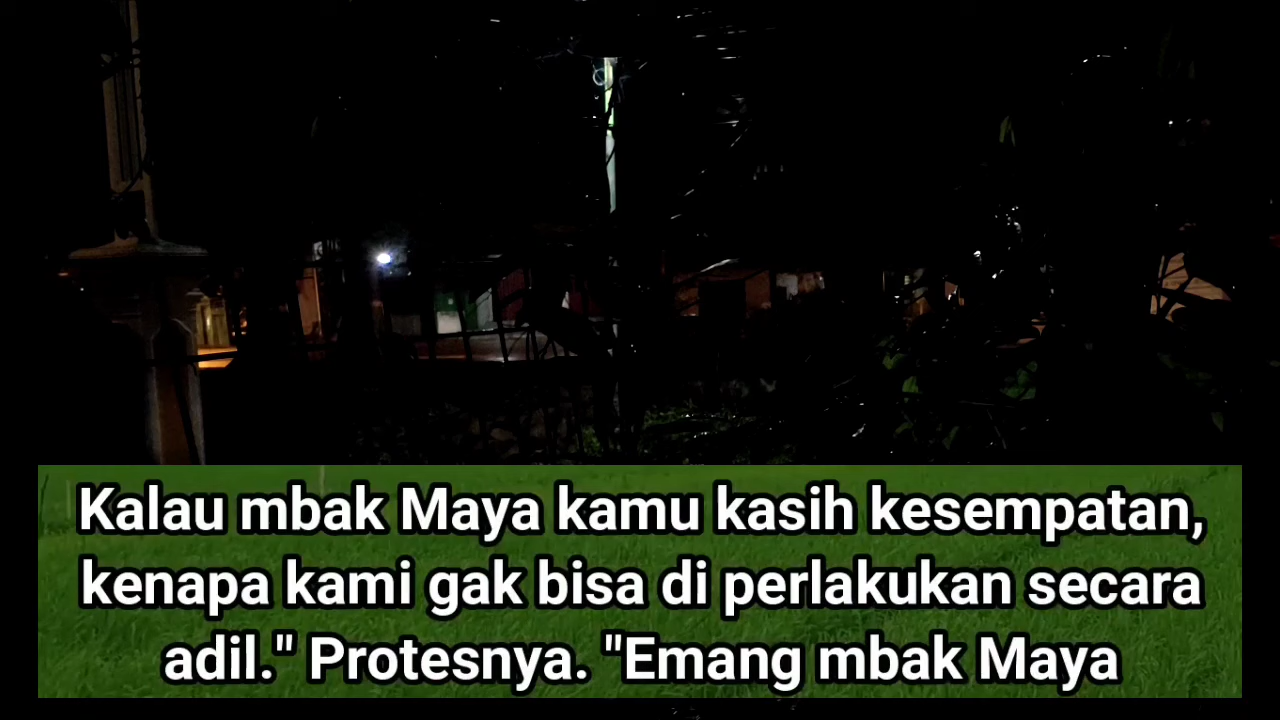 Kalau mbak Maya kamu kasih kesempatan,
kenapa kami gak bisa di perlakukan secara
adil." Protesnya. "Emang mbak Maya